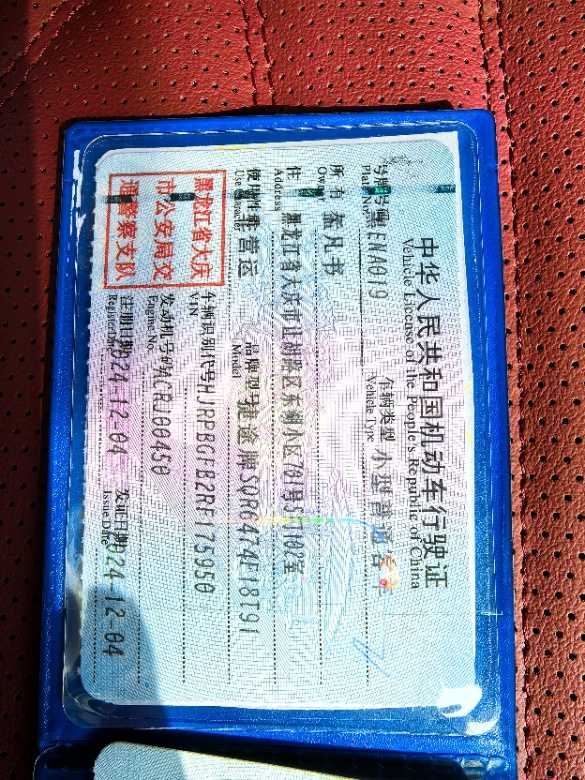 中华人民共和国机动车行驶证
Vehicle License of the People's Republic of China
号牌号码 黑ENA019 车辆类型 小型普通客车
Plate No. Vehicle Type
所有人 凡书
Owner
住址 黑龙江省大庆市让胡路区东湖小区
Address
使用性质 非营运 品牌型号 捷途牌SQR6474F18T91
Use Character Model
车辆识别代号 HJRPBGFB2RF175950
VIN
发动机号码 ACRJ00450
Engine No.
注册日期 2024-12-04 发证日期 2024-12-04
Register Date Issue Date
黑龙江省大庆
市公安局交
通警察支队